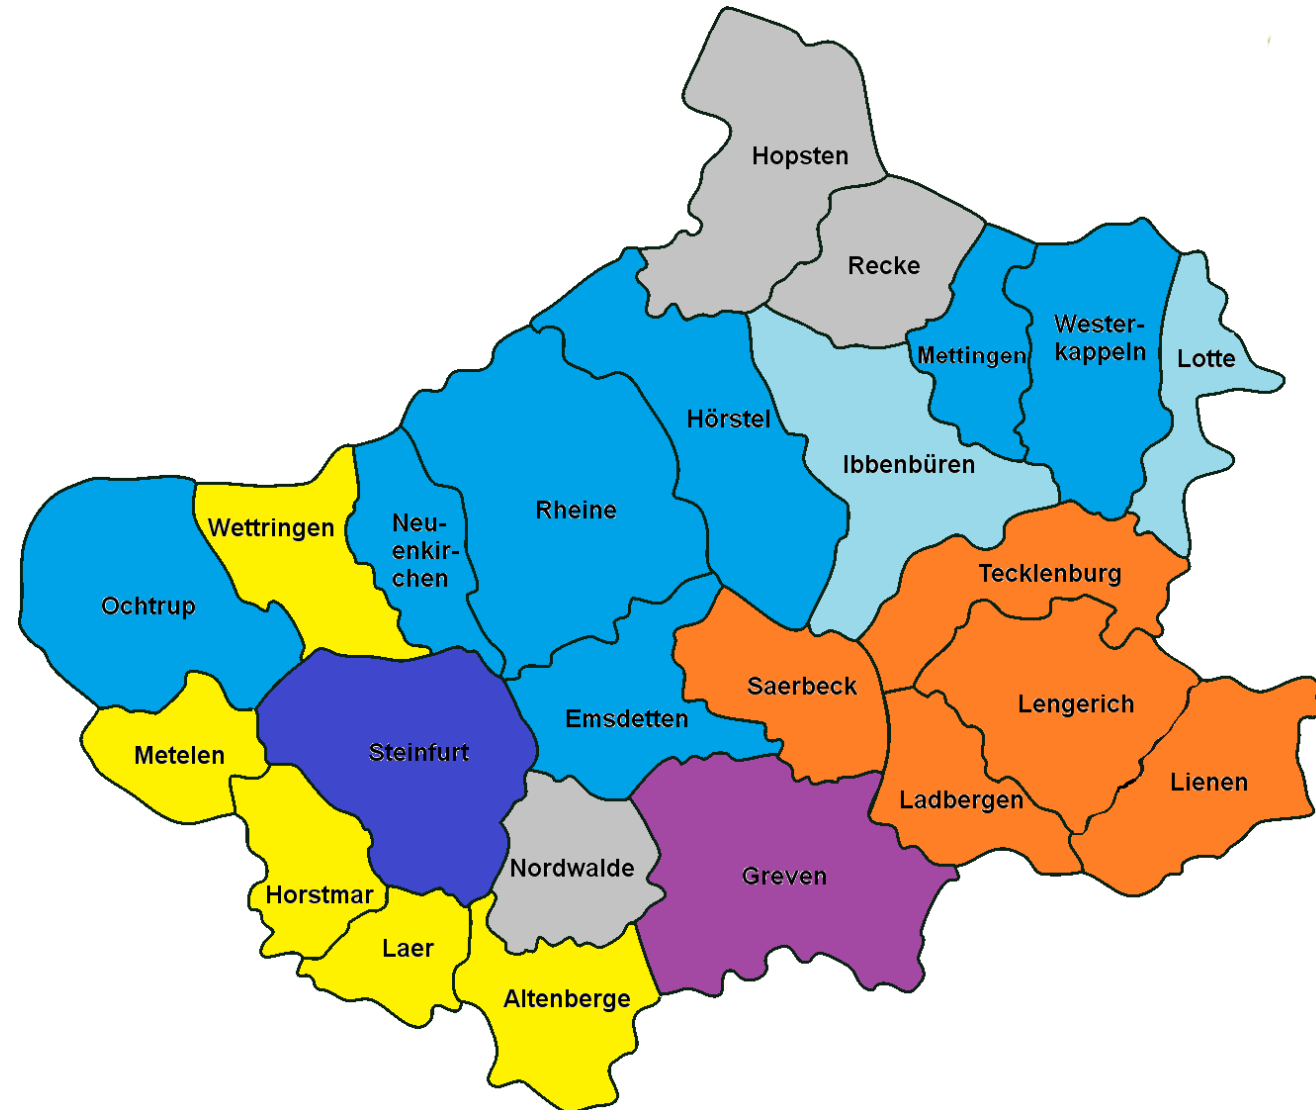 Hopsten
Recke
Wester-
kappeln
Mettingen
Lotte
Hörstel
Ibbenbüren
Rheine
Wettringen
Neu-
enkir-
chen
Tecklenburg
Ochtrup
Saerbeck
Lengerich
Emsdetten
Steinfurt
Metelen
Lienen
Ladbergen
Nordwalde
Greven
Horstmar
Laer
Altenberge